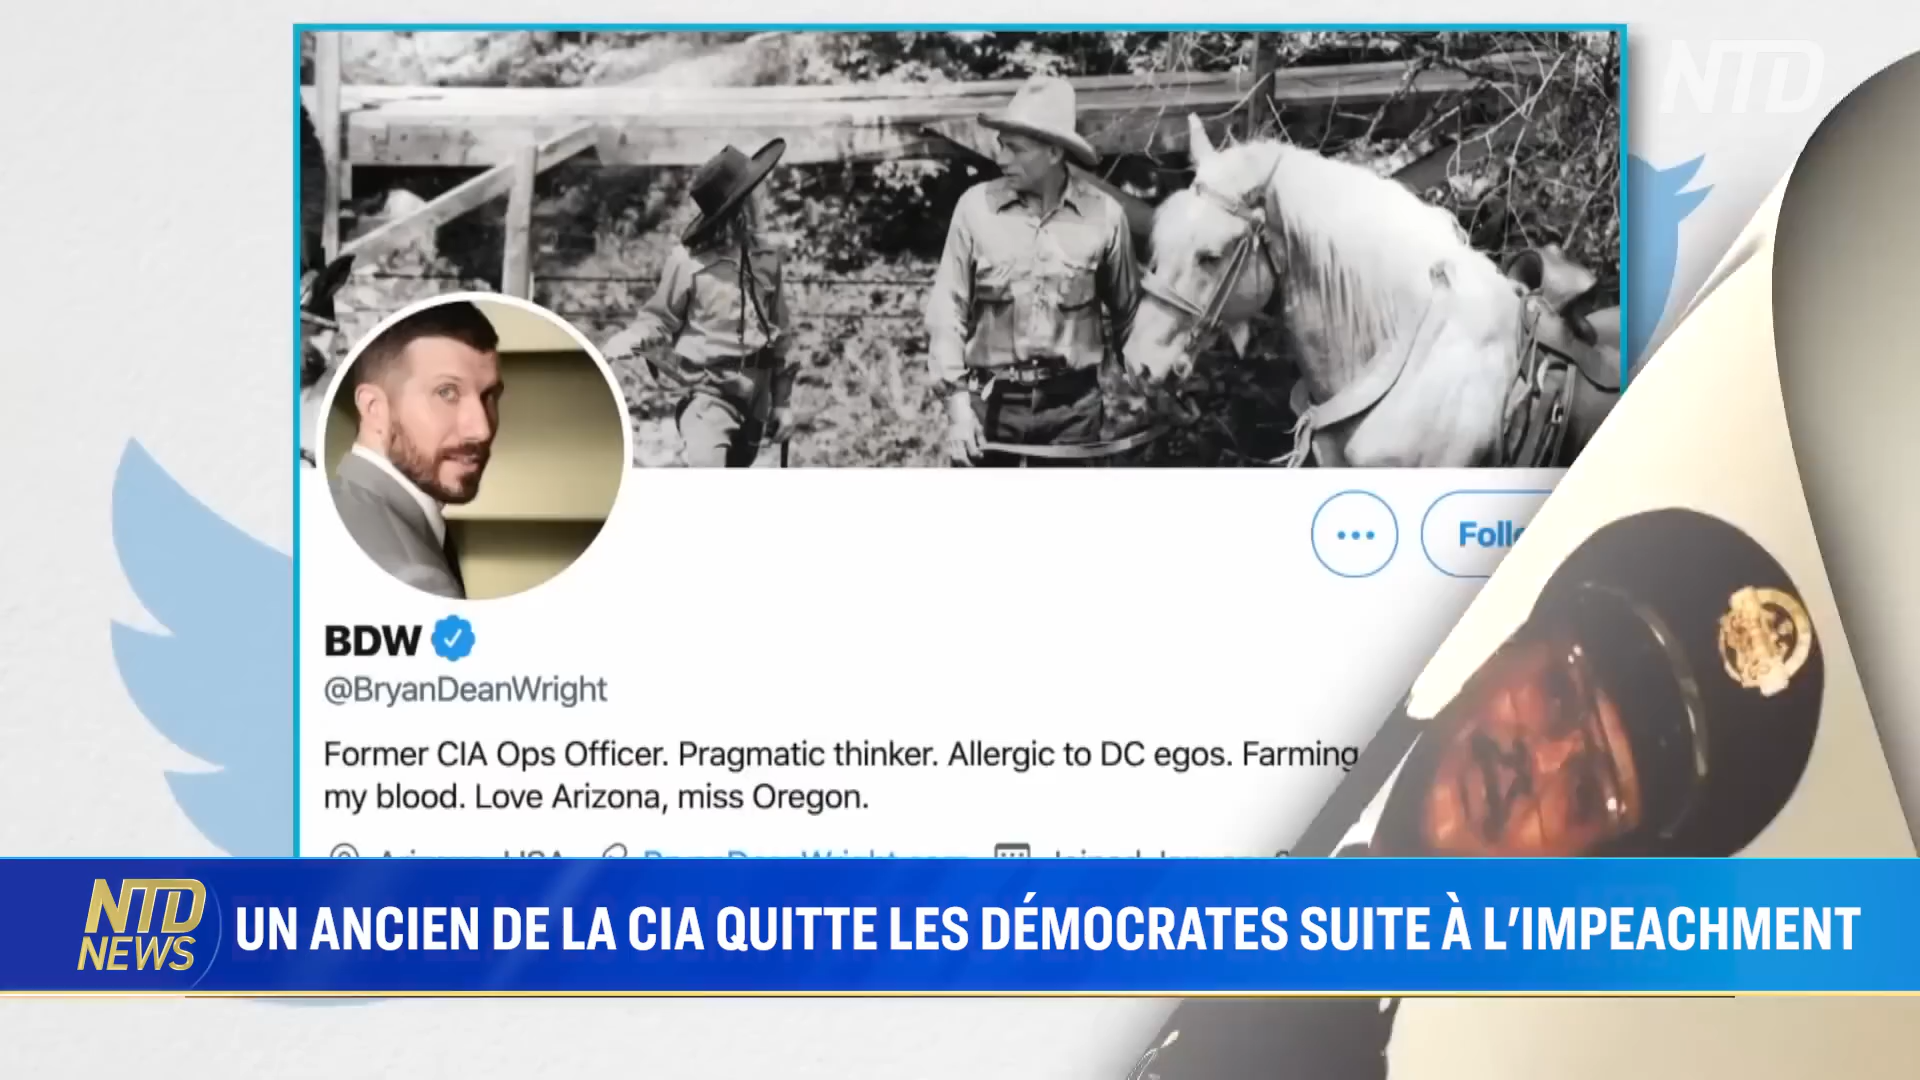 NTD
Foll
BDW
@BryanDeanWright
Former CIA Ops Officer. Pragmatic thinker. Allergic to DC egos. Farming
my blood. Love Arizona, miss Oregon.
NTD
NEWS
UN ANCIEN DE LA CIA QUITTE LES DÉMOCRATES SUITE À L'IMPEACHMENT